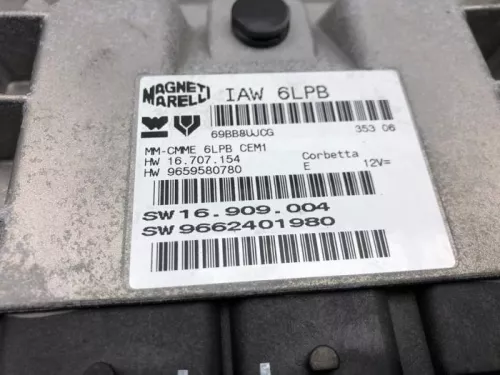 MAGNETI MARELLI
IAW 6LPB
69BB8UJCG 353 06
MM-CMME 6LPB CEM1
HW 16.707.154 Corbetta
HW 9659580780 E 12V=
SW 16.909.004
SW 9662401980